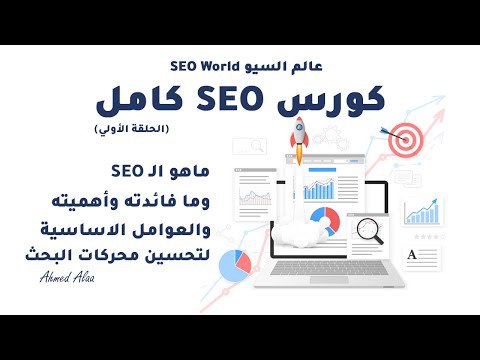 عالم السيو SEO World
كورس SEO كامل
(الحلقة الأولي)
ماهو الـ SEO
وما فائدته وأهميته
والعوامل الاساسية
لتحسين محركات البحث
Ahmed Alaa
A